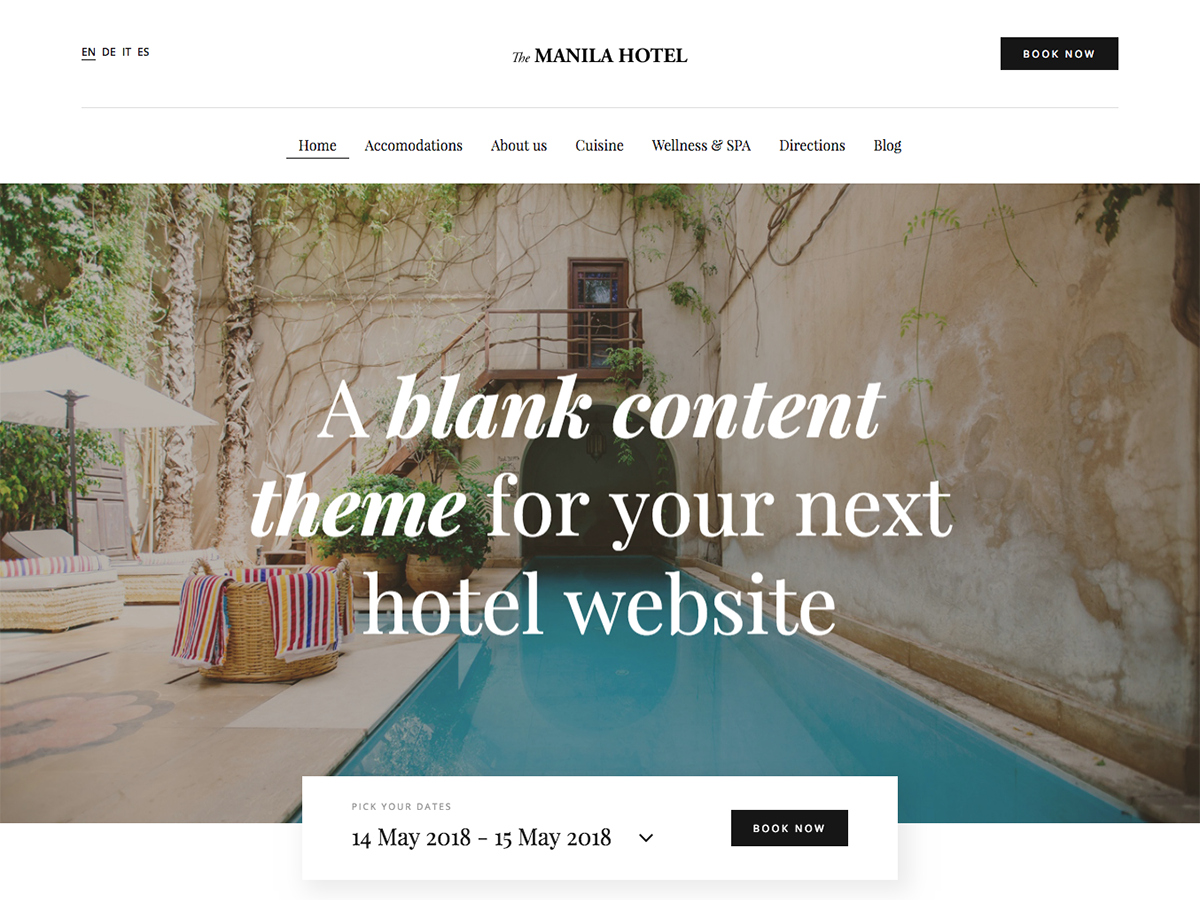 EN DE IT ES
The MANILA HOTEL
BOOK NOW
Home Accomodations About us Cuisine Wellness & SPA Directions Blog
A blank content
theme for your next
hotel website
PICK YOUR DATES
14 May 2018 – 15 May 2018
BOOK NOW